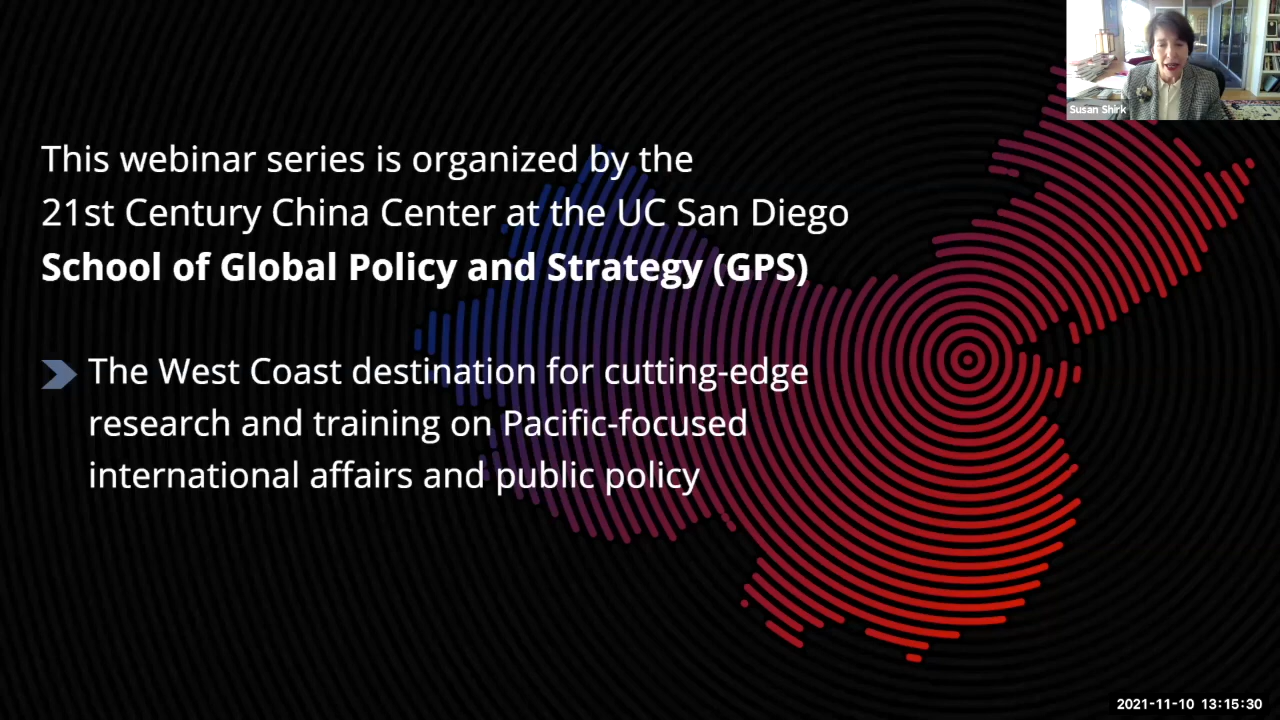 Susan Shirk
This webinar series is organized by the
21st Century China Center at the UC San Diego
School of Global Policy and Strategy (GPS)
The West Coast destination for cutting-edge
research and training on Pacific-focused
international affairs and public policy
2021-11-10 13:15:30